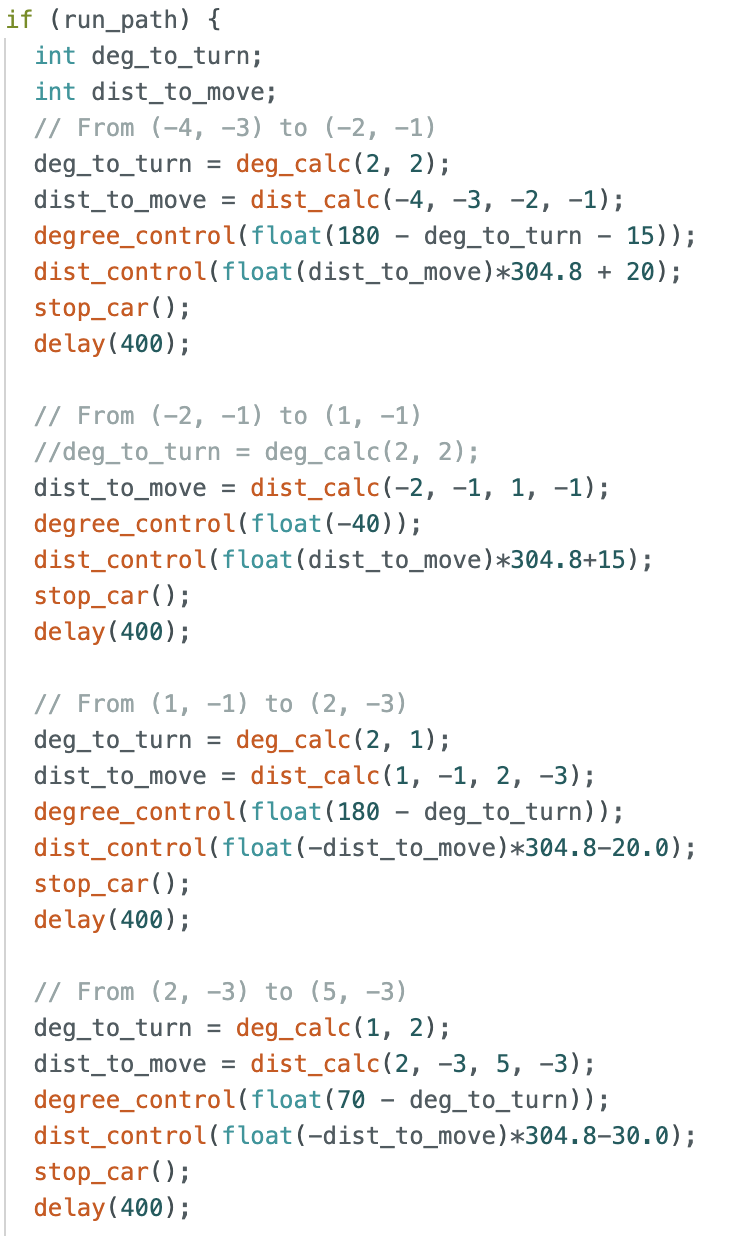 if (run_path) {
  int deg_to_turn;
  int dist_to_move;
  // From (-4, -3) to (-2, -1)
  deg_to_turn = deg_calc(2, 2);
  dist_to_move = dist_calc(-4, -3, -2, -1);
  degree_control(float(180 - deg_to_turn - 15));
  dist_control(float(dist_to_move)*304.8 + 20);
  stop_car();
  delay(400);

  // From (-2, -1) to (1, -1)
  //deg_to_turn = deg_calc(2, 2);
  dist_to_move = dist_calc(-2, -1, 1, -1);
  degree_control(float(-40));
  dist_control(float(dist_to_move)*304.8+15);
  stop_car();
  delay(400);

  // From (1, -1) to (2, -3)
  deg_to_turn = deg_calc(2, 1);
  dist_to_move = dist_calc(1, -1, 2, -3);
  degree_control(float(180 - deg_to_turn));
  dist_control(float(-dist_to_move)*304.8-20.0);
  stop_car();
  delay(400);

  // From (2, -3) to (5, -3)
  deg_to_turn = deg_calc(1, 2);
  dist_to_move = dist_calc(2, -3, 5, -3);
  degree_control(float(70 - deg_to_turn));
  dist_control(float(-dist_to_move)*304.8-30.0);
  stop_car();
  delay(400);